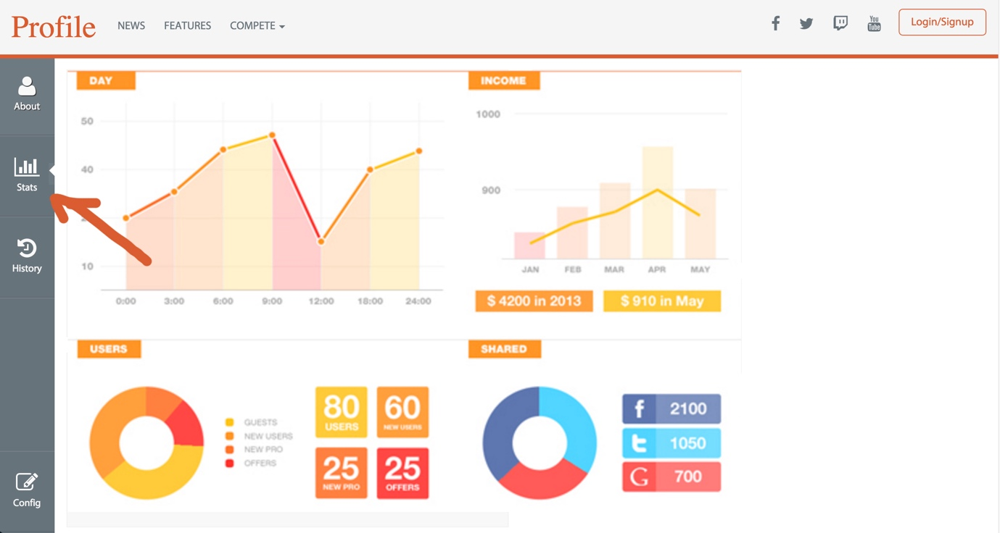 Profile NEWS FEATURES COMPETE You Tube Login/Signup
About
Stats
History
Config
DAY
50
40
10
0:00 3:00 6:00 9:00 12:00 18:00 24:00
INCOME
1000
900
JAN FEB MAR APR MAY
$ 4200 in 2013 $ 910 in May
USERS
GUESTS
NEW USERS
NEW PRO
OFFERS
80
USERS
60
NEW USERS
25
NEW PRO
25
OFFERS
SHARED
f 2100
t 1050
G 700